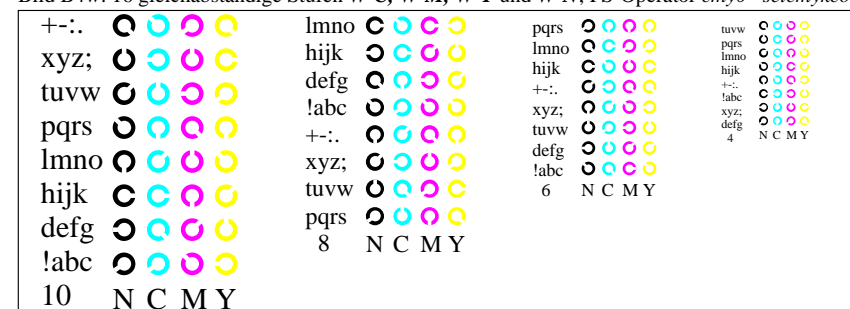 +-:.
xyz;
tuvw
pqrs
lmno
hijk
defg
!abc
10 N C M Y
lmno
hijk
defg
!abc
+-:.
xyz;
tuvw
pqrs
8 N C M Y
pqrs
lmno
hijk
+-:.
xyz;
tuvw
defg
!abc
6 N C M Y
tuvw
pqrs
lmno
hijk
+-:.
!abc
xyz;
defg
4 N C M Y